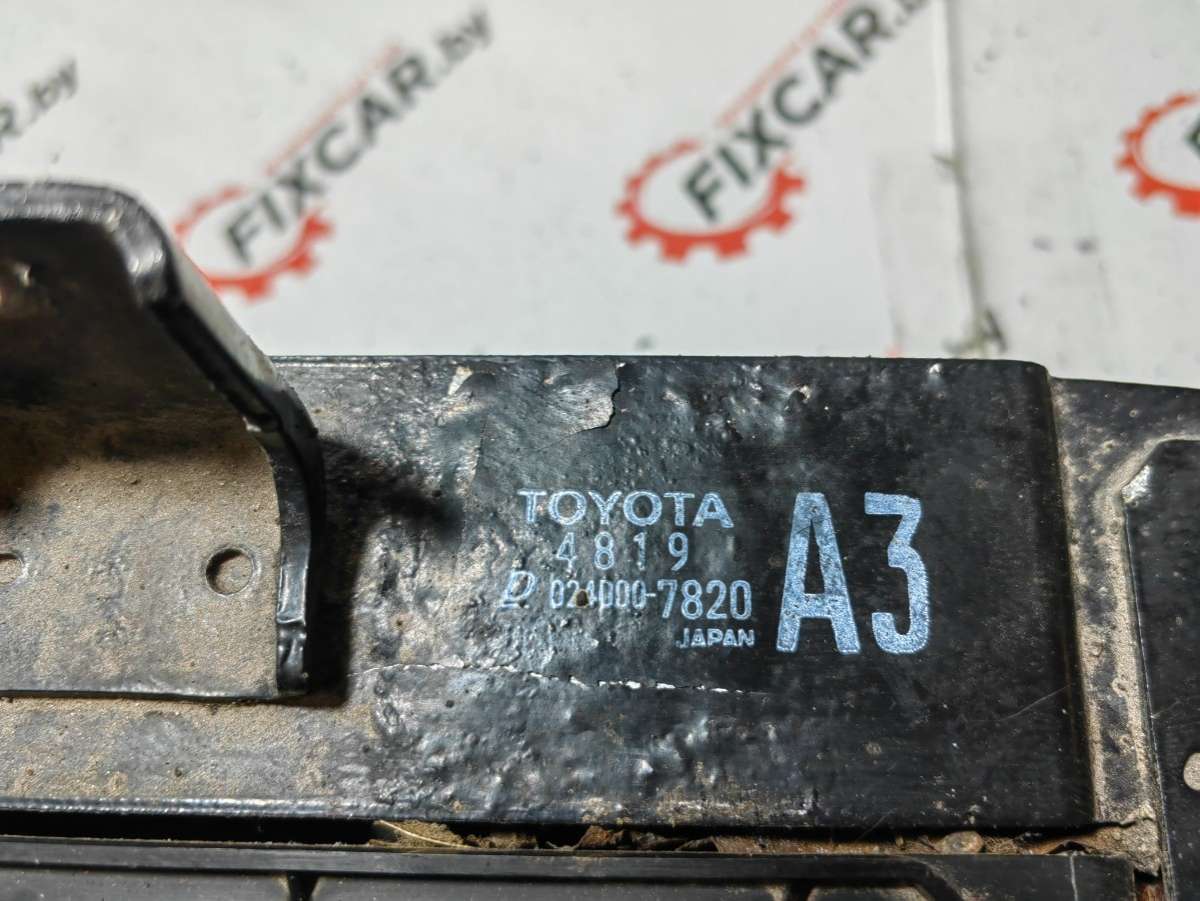 FIXCAR.by
FIXCAR.by
TOYOTA
4819
A3
D 024000-7820
JAPAN